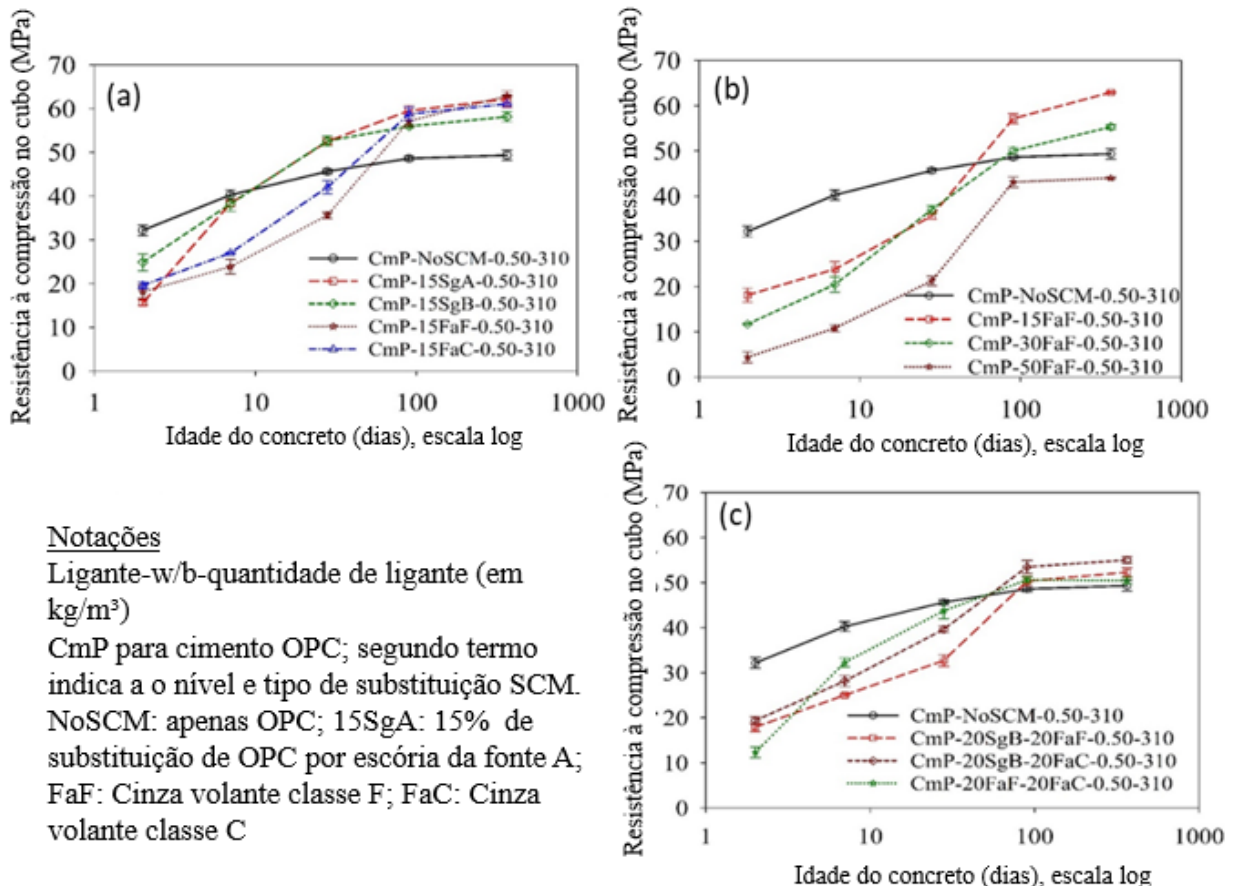 Resistência à compressão no cubo (MPa)
70
60
50
40
30
20
10
0
(a)
CmP-NoSCM-0.50-310
CmP-15SgA-0.50-310
CmP-15SgB-0.50-310
CmP-15FaF-0.50-310
CmP-15FaC-0.50-310
1 10 100 1000
Idade do concreto (dias), escala log
Resistência à compressão no cubo (MPa)
70
60
50
40
30
20
10
0
(b)
CmP-NoSCM-0.50-310
CmP-15FaF-0.50-310
CmP-30FaF-0.50-310
CmP-50FaF-0.50-310
1 10 100 1000
Idade do concreto (dias), escala log
Notações
Ligante-w/b-quantidade de ligante (em
kg/m³)
CmP para cimento OPC; segundo termo
indica a o nível e tipo de substituição SCM.
NoSCM: apenas OPC; 15SgA: 15% de
substituição de OPC por escória da fonte A;
FaF: Cinza volante classe F; FaC: Cinza
volante classe C
Resistência à compressão no cubo (MPa)
70
60
50
40
30
20
10
0
(c)
CmP-NoSCM-0.50-310
CmP-20SgB-20FaF-0.50-310
CmP-20SgB-20FaC-0.50-310
CmP-20FaF-20FaC-0.50-310
1 10 100 1000
Idade do concreto (dias), escala log